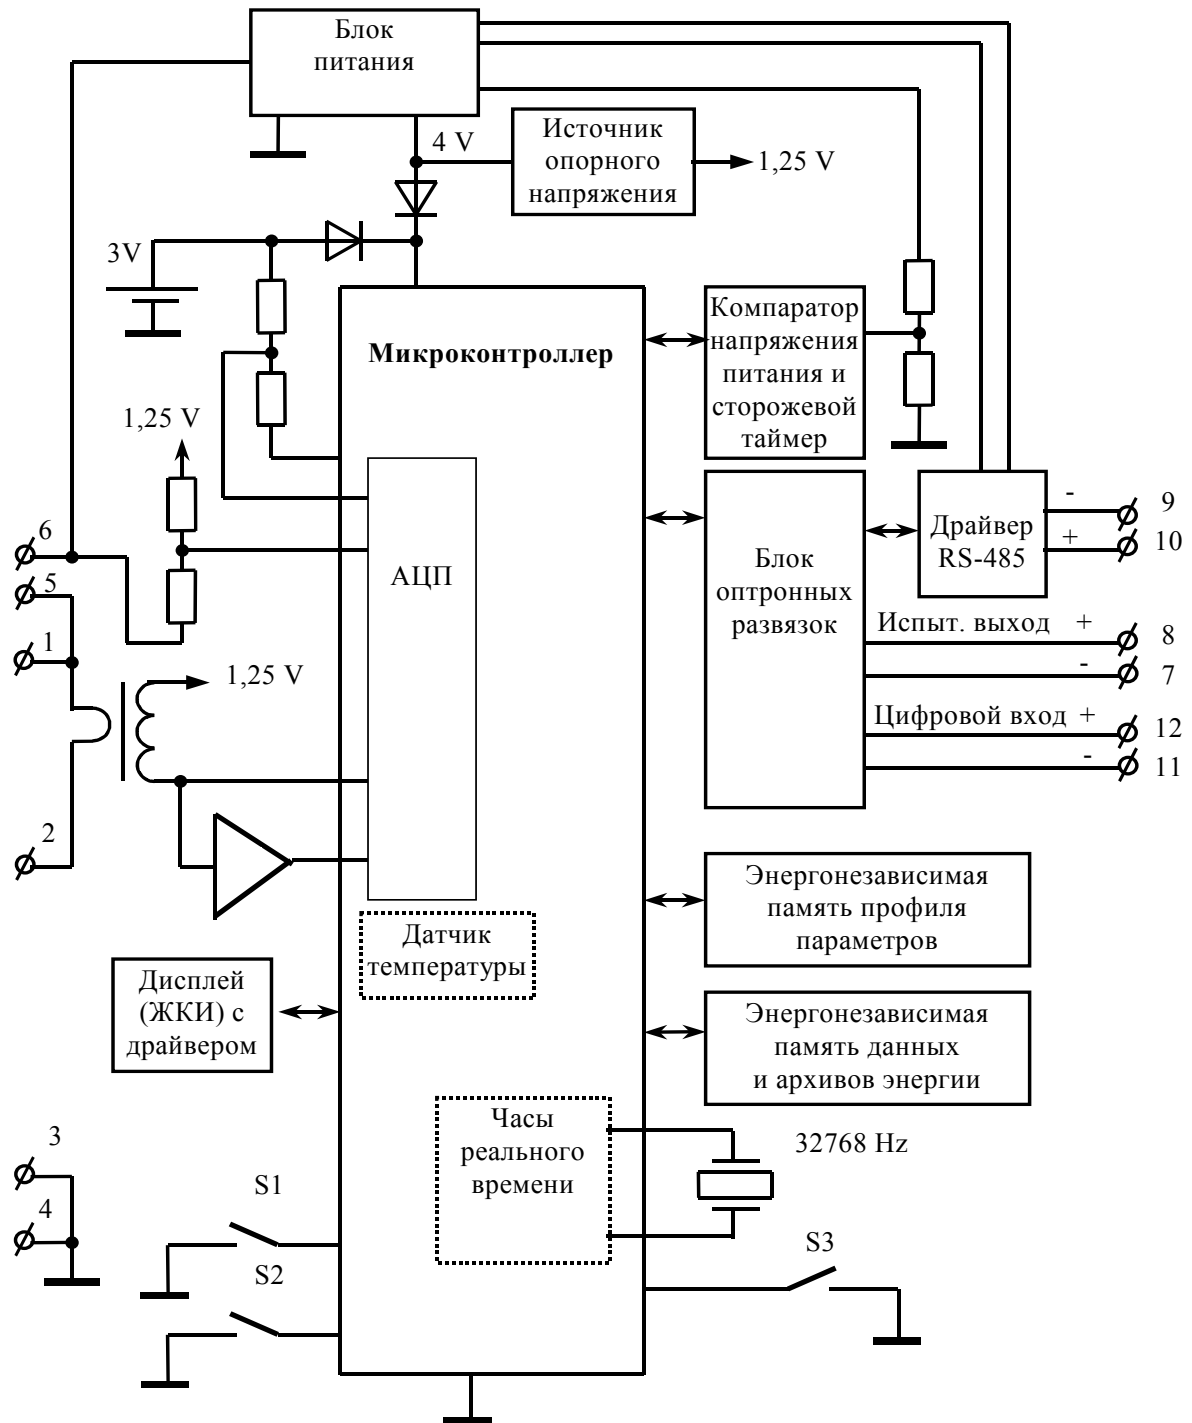 Блок
питания
4 V
Источник
опорного
напряжения
1,25 V
3V
Микроконтроллер
Компаратор
напряжения
питания и
сторожевой
таймер
1,25 V
АЦП
6
5
1
1,25 V
2
Блок
оптронных
развязок
Драйвер
RS-485
-
9
+
10
Испыт. выход +
8
-
7
Цифровой вход +
12
-
11
Энергонезависимая
память профиля
параметров
Датчик
температуры
Дисплей
(ЖКИ) с
драйвером
Энергонезависимая
память данных
и архивов энергии
Часы
реального
времени
32768 Hz
3
4
S1
S2
S3